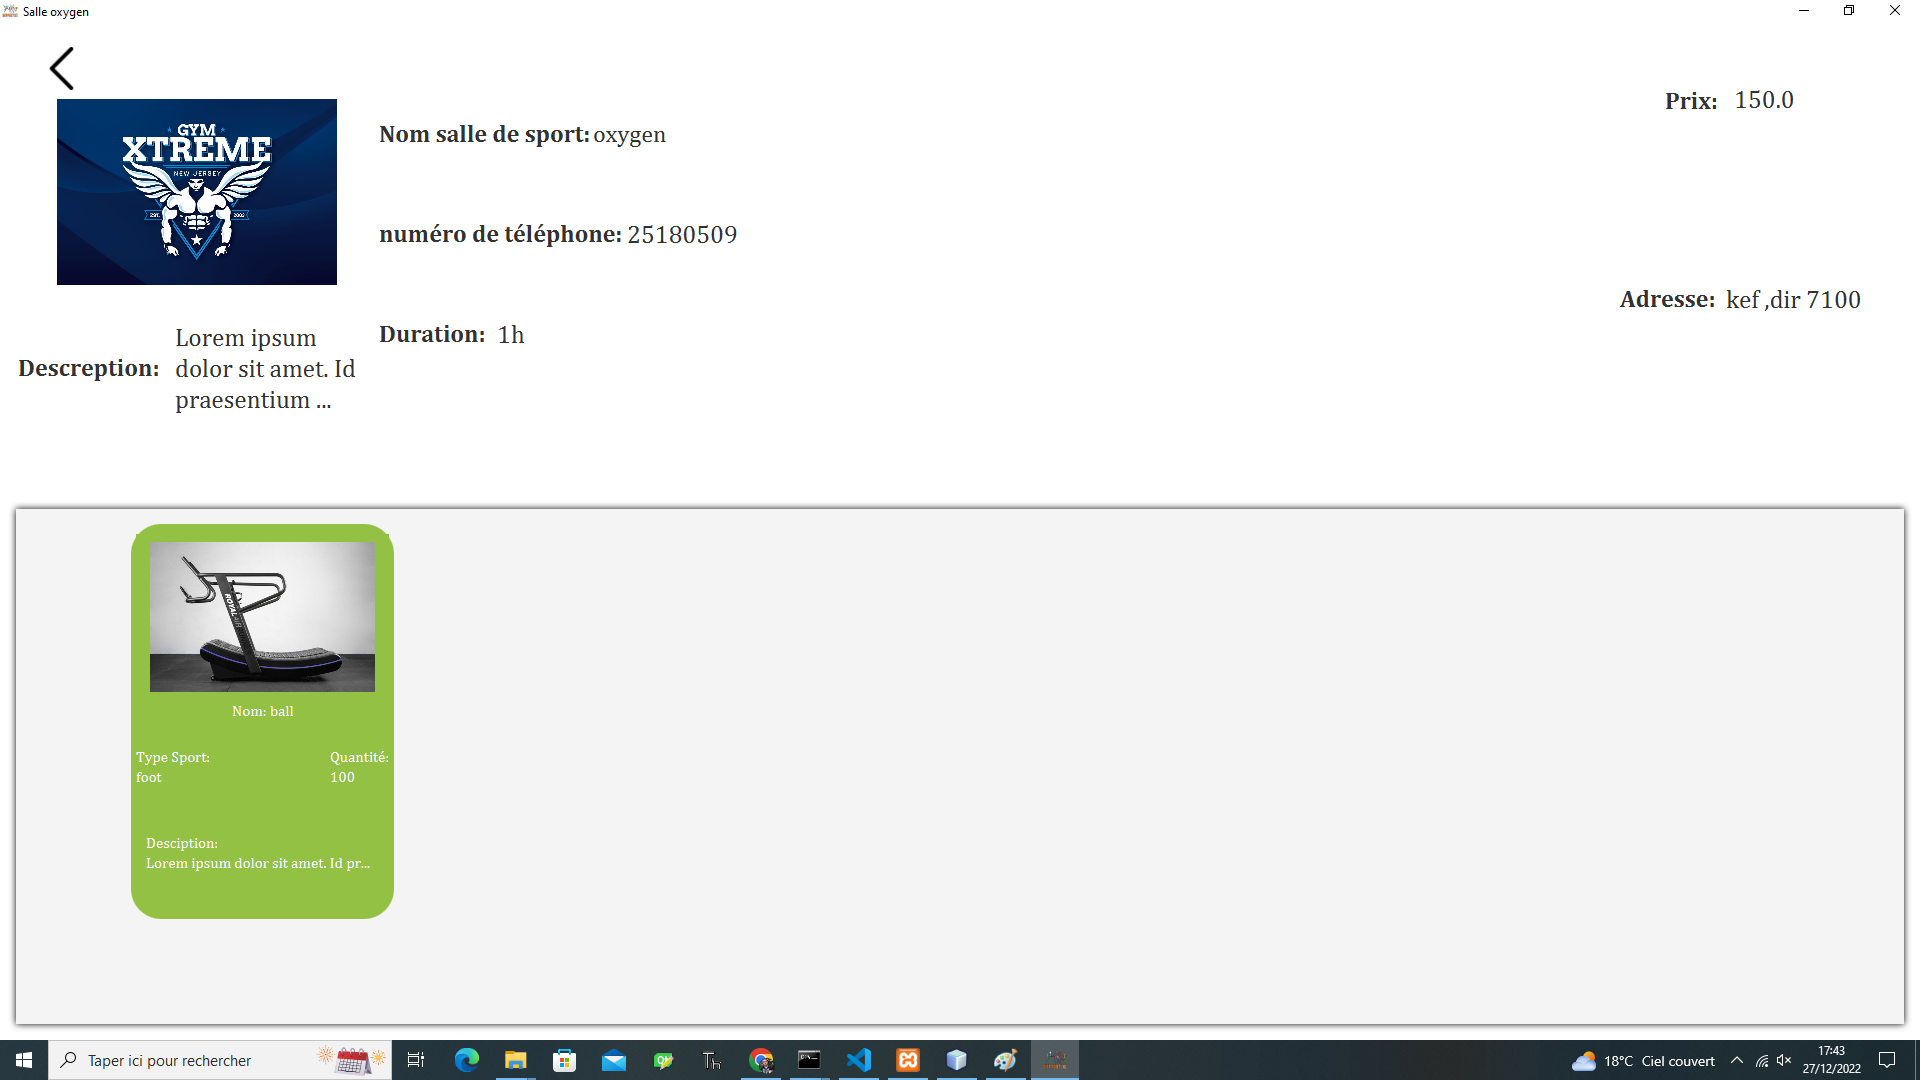 Salle oxygen
GYM
XTREME
NEW JERSEY
EST. 2002
Nom salle de sport: oxygen
Prix: 150.0
numéro de téléphone: 25180509
Adresse: kef ,dir 7100
Duration: 1h
Descreption:
Lorem ipsum
dolor sit amet. Id
praesentium ...
ROYAL
Nom: ball
Type Sport:
foot
Quantité:
100
Desciption:
Lorem ipsum dolor sit amet. Id pr...
Taper ici pour rechercher
18°C Ciel couvert
17:43
27/12/2022